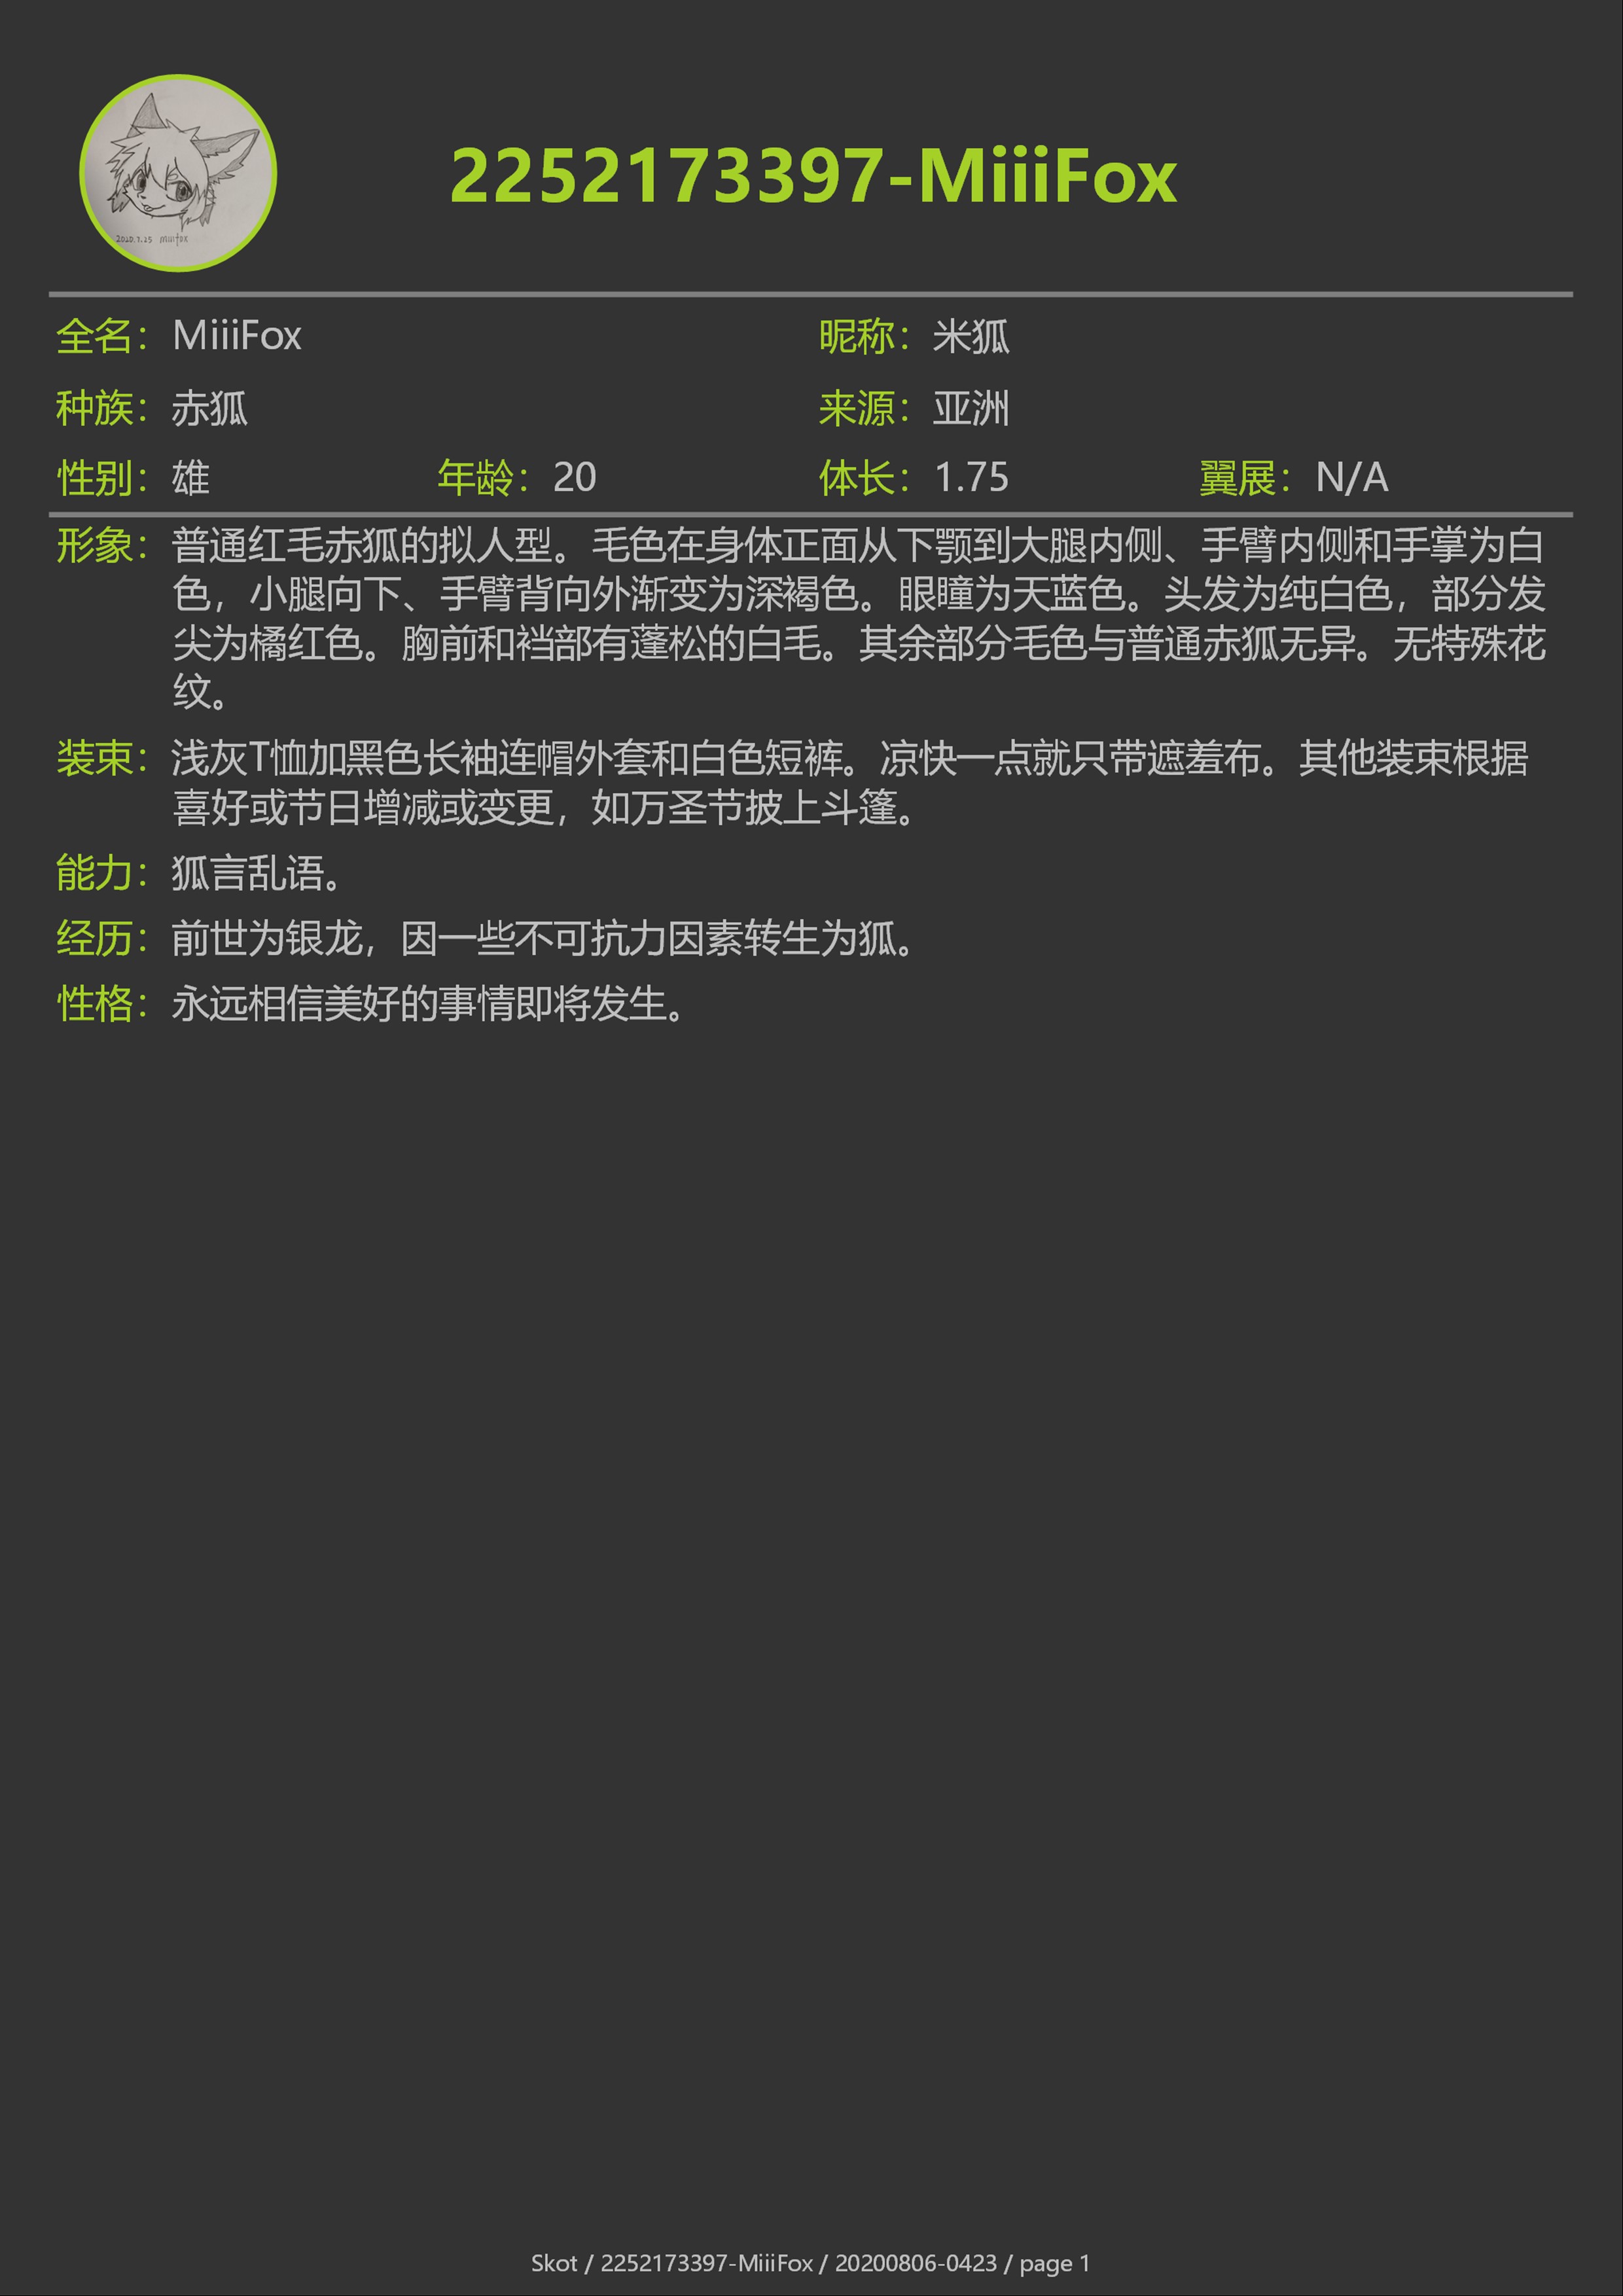 2252173397-MiiiFox
2020.7.25 miiifox
全名： MiiiFox 昵称： 米狐
种族： 赤狐 来源： 亚洲
性别： 雄 年龄： 20 体长： 1.75 翼展： N/A
形象： 普通红毛赤狐的拟人型。毛色在身体正面从下颚到大腿内侧、手臂内侧和手掌为白
色，小腿向下、手臂背向外渐变为深褐色。眼瞳为天蓝色。头发为纯白色，部分发
尖为橘红色。胸前和裆部有蓬松的白毛。其余部分毛色与普通赤狐无异。无特殊花
纹。
装束： 浅灰T恤加黑色长袖连帽外套和白色短裤。凉快一点就只带遮羞布。其他装束根据
喜好或节日增减或变更，如万圣节披上斗篷。
能力： 狐言乱语。
经历： 前世为银龙，因一些不可抗力因素转生为狐。
性格： 永远相信美好的事情即将发生。
Skot / 2252173397-MiiiFox / 20200806-0423 / page 1